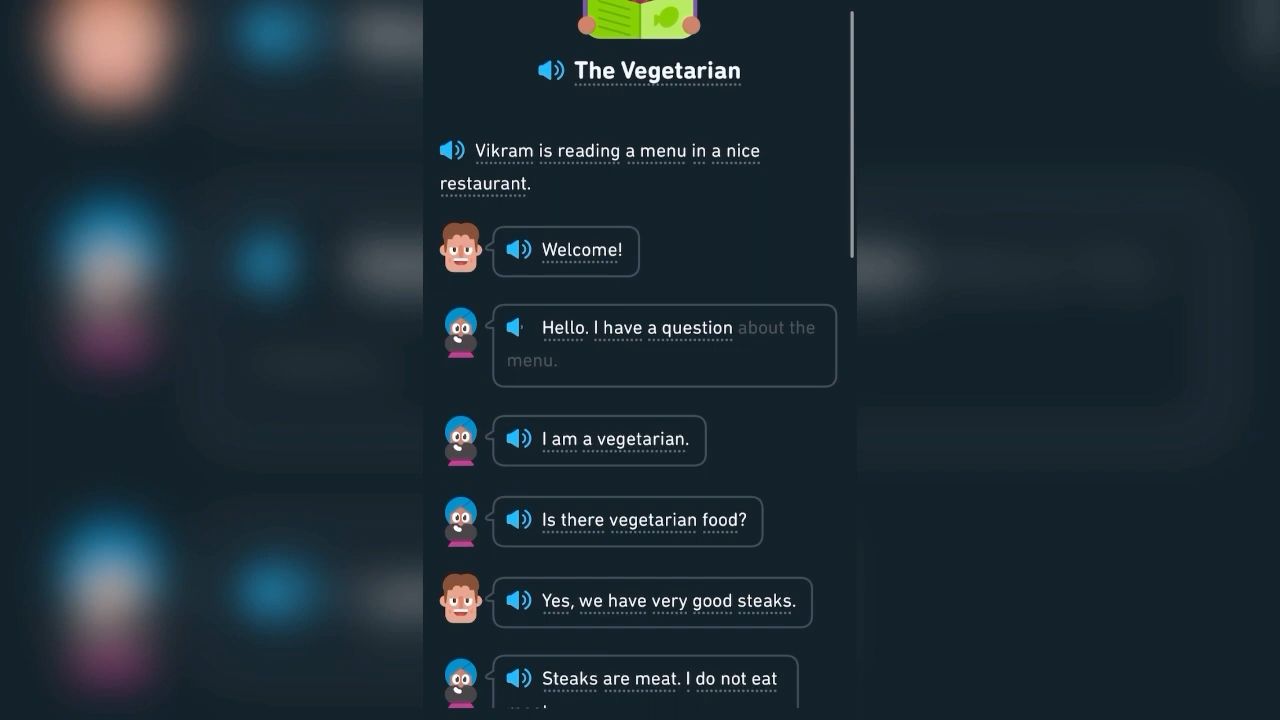 The Vegetarian
Vikram is reading a menu in a nice
restaurant.
Welcome!
Hello. I have a question about the
menu.
I am a vegetarian.
Is there vegetarian food?
Yes, we have very good steaks.
Steaks are meat. I do not eat